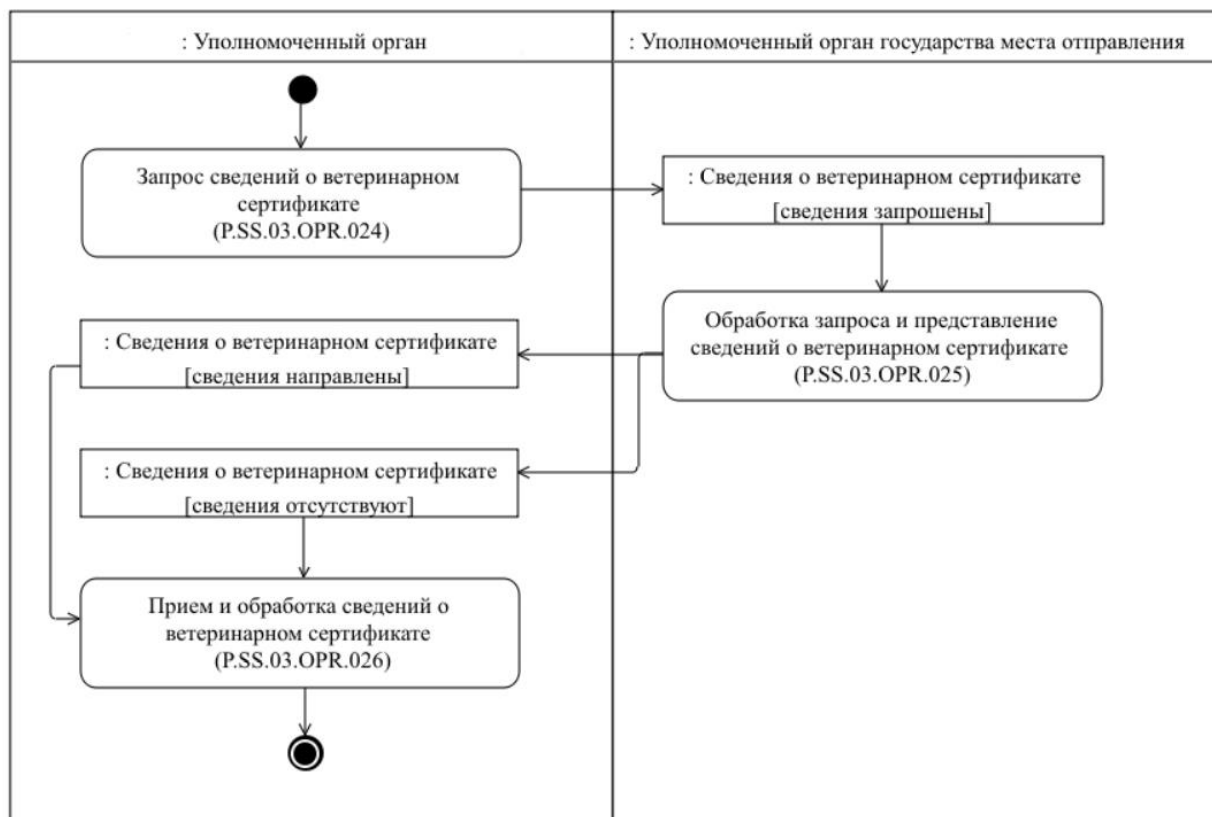 : Уполномоченный орган
: Уполномоченный орган государства места отправления
Запрос сведений о ветеринарном
сертификате
(P.SS.03.OPR.024)
: Сведения о ветеринарном сертификате
[сведения запрошены]
Обработка запроса и представление
сведений о ветеринарном сертификате
(P.SS.03.OPR.025)
: Сведения о ветеринарном сертификате
[сведения направлены]
: Сведения о ветеринарном сертификате
[сведения отсутствуют]
Прием и обработка сведений о
ветеринарном сертификате
(P.SS.03.OPR.026)